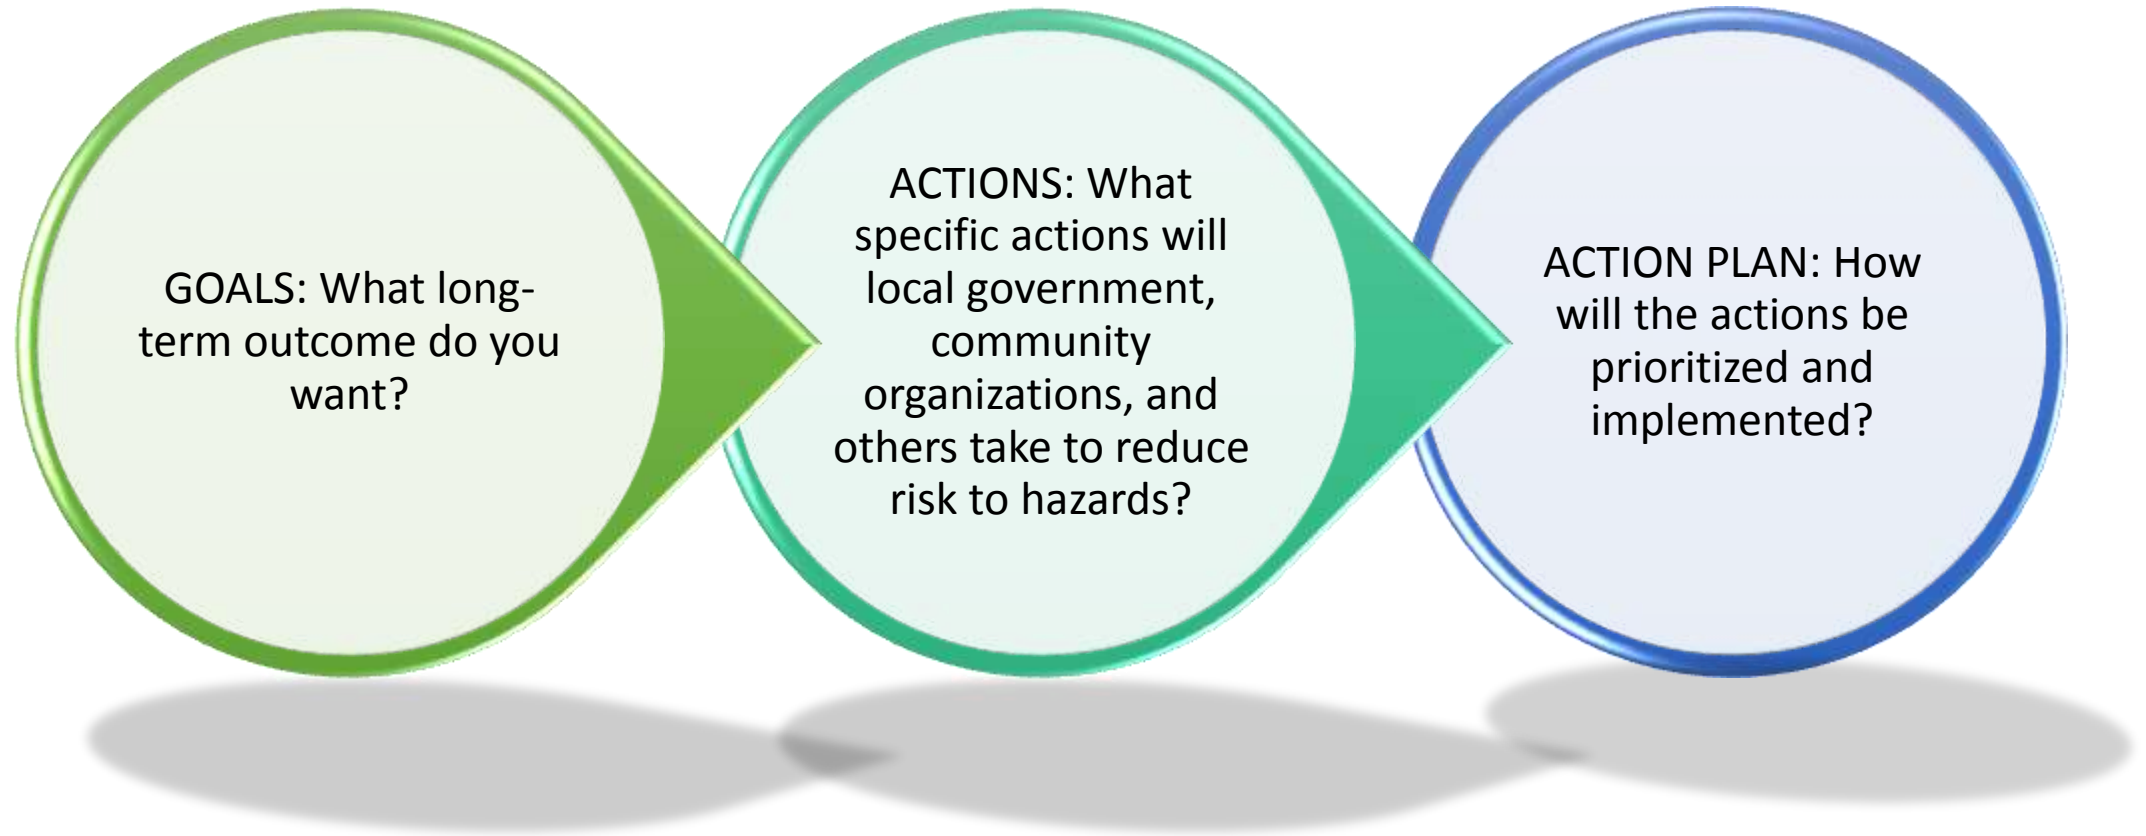 GOALS: What long-
term outcome do you
want?
ACTIONS: What
specific actions will
local government,
community
organizations, and
others take to reduce
risk to hazards?
ACTION PLAN: How
will the actions be
prioritized and
implemented?